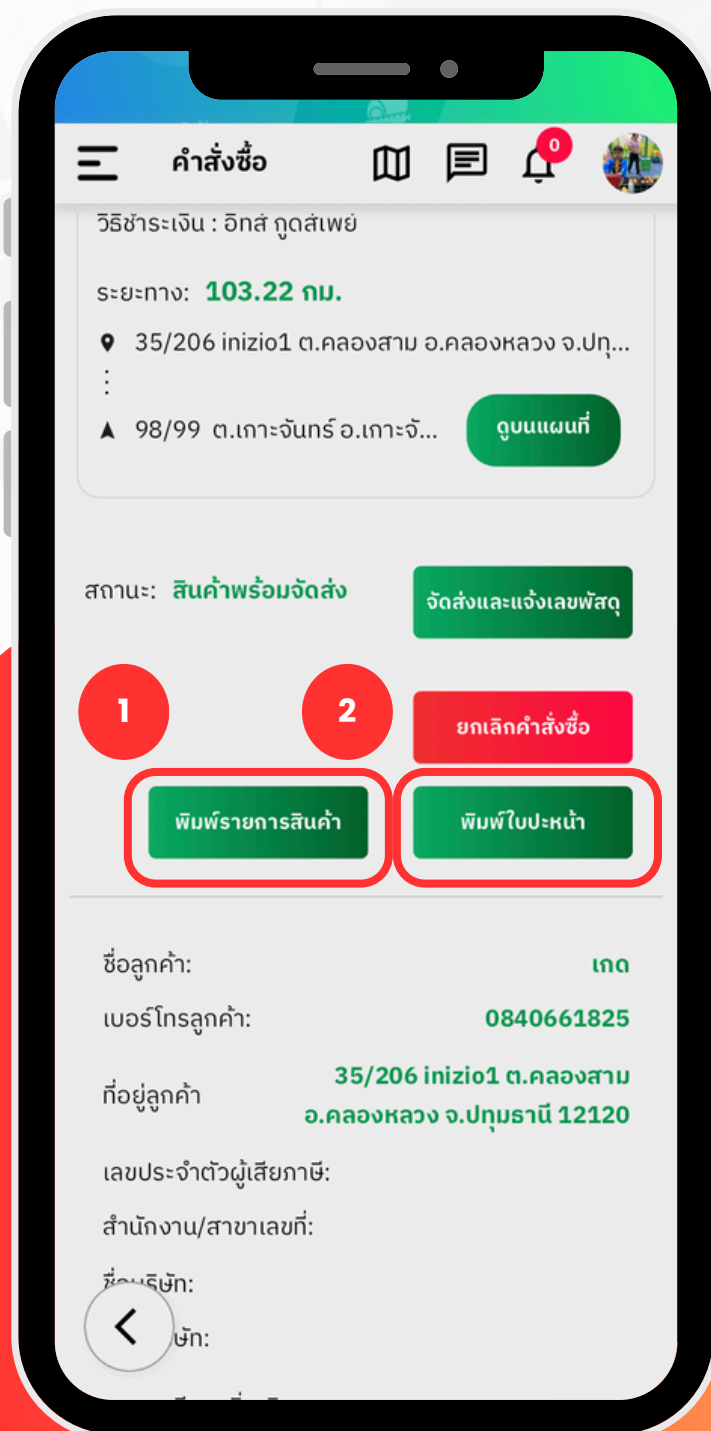 คำสั่งซื้อ
0
วิธีชำระเงิน : อิทส์ กูดส์เพย์
ระยะทาง: 103.22 กม.
35/206 inizio1 ต.คลองสาม อ.คลองหลวง จ.ปทุ...
98/99 ต.เกาะจันทร์ อ.เกาะจั...
ดูบนแผนที่
สถานะ: สินค้าพร้อมจัดส่ง
จัดส่งและแจ้งเลขพัสดุ
1
2
ยกเลิกคำสั่งซื้อ
พิมพ์รายการสินค้า
พิมพ์ใบปะหน้า
ชื่อลูกค้า: เกด
เบอร์โทรลูกค้า: 0840661825
ที่อยู่ลูกค้า
35/206 inizio1 ต.คลองสาม
อ.คลองหลวง จ.ปทุมธานี 12120
เลขประจำตัวผู้เสียภาษี:
สำนักงาน/สาขาเลขที่: